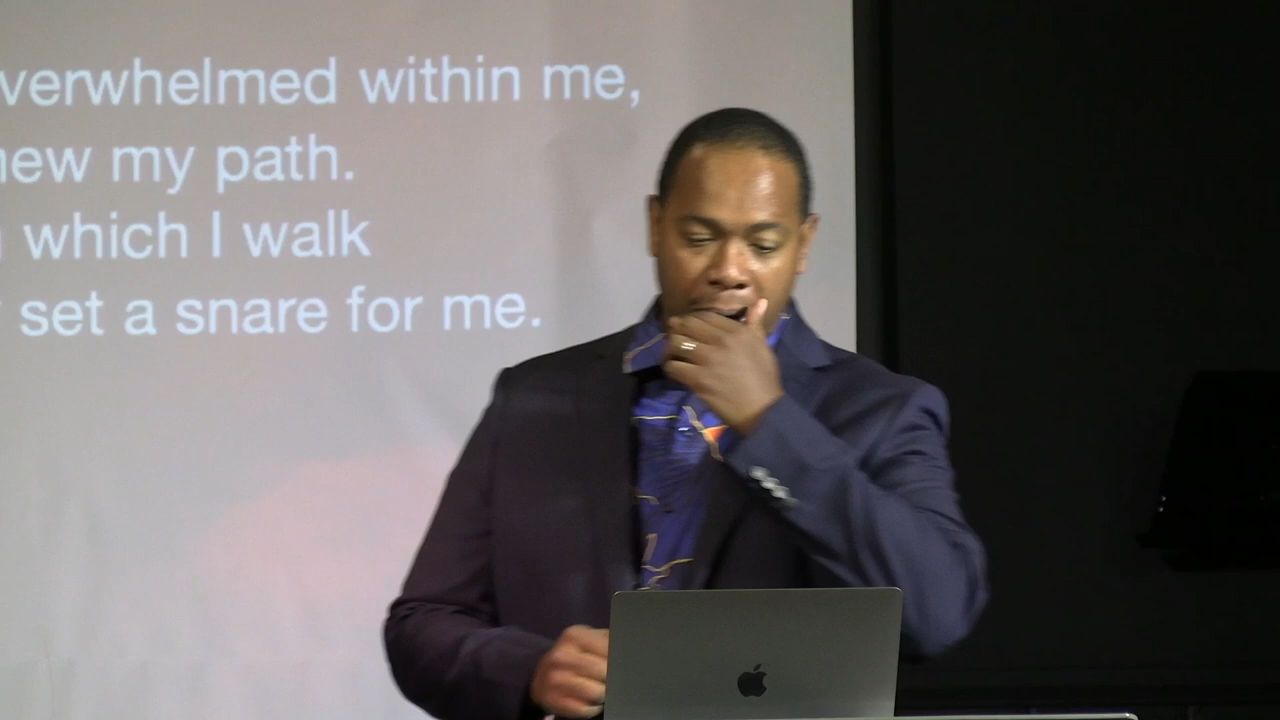 verwhelmed within me,
new my path.
which I walk
set a snare for me.